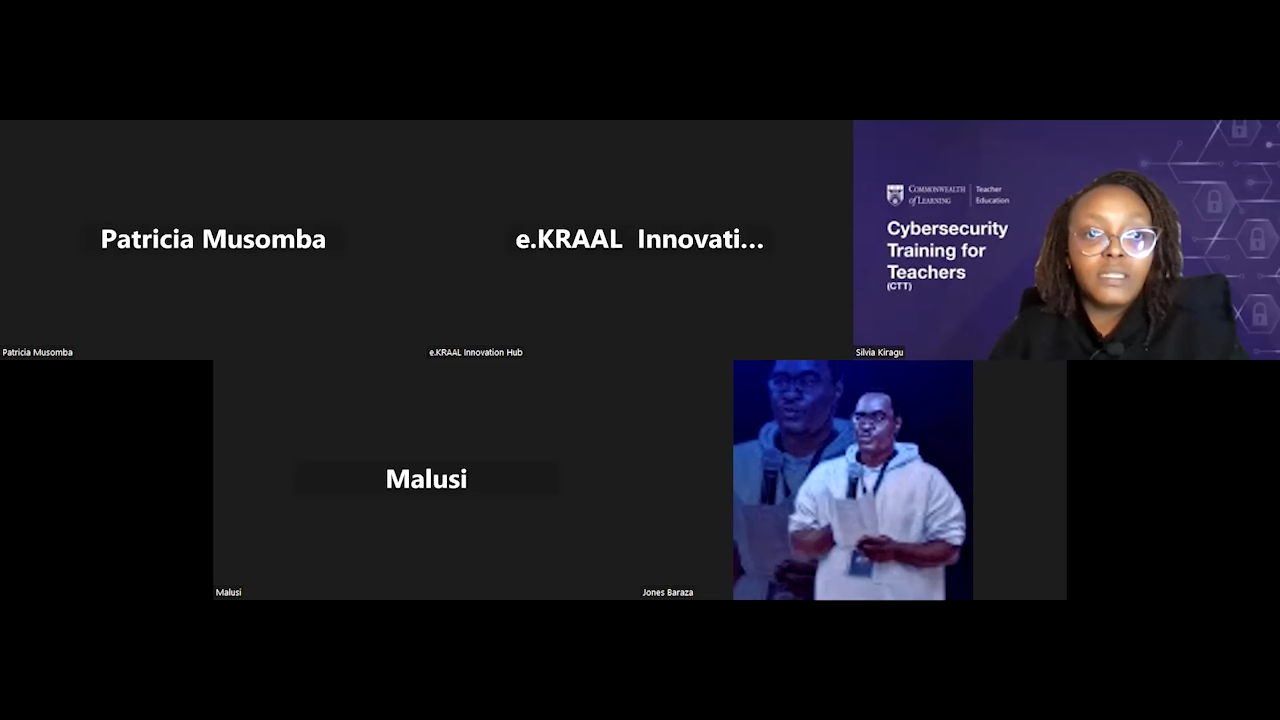 Patricia Musomba
e.KRAAL Innovati...
COMMONWEALTH
of LEARNING
Teacher
Education
Cybersecurity
Training for
Teachers
(CTT)
Patricia Musomba
e.KRAAL Innovation Hub
Silvia Kiragu
Malusi
Malusi
Jones Baraza